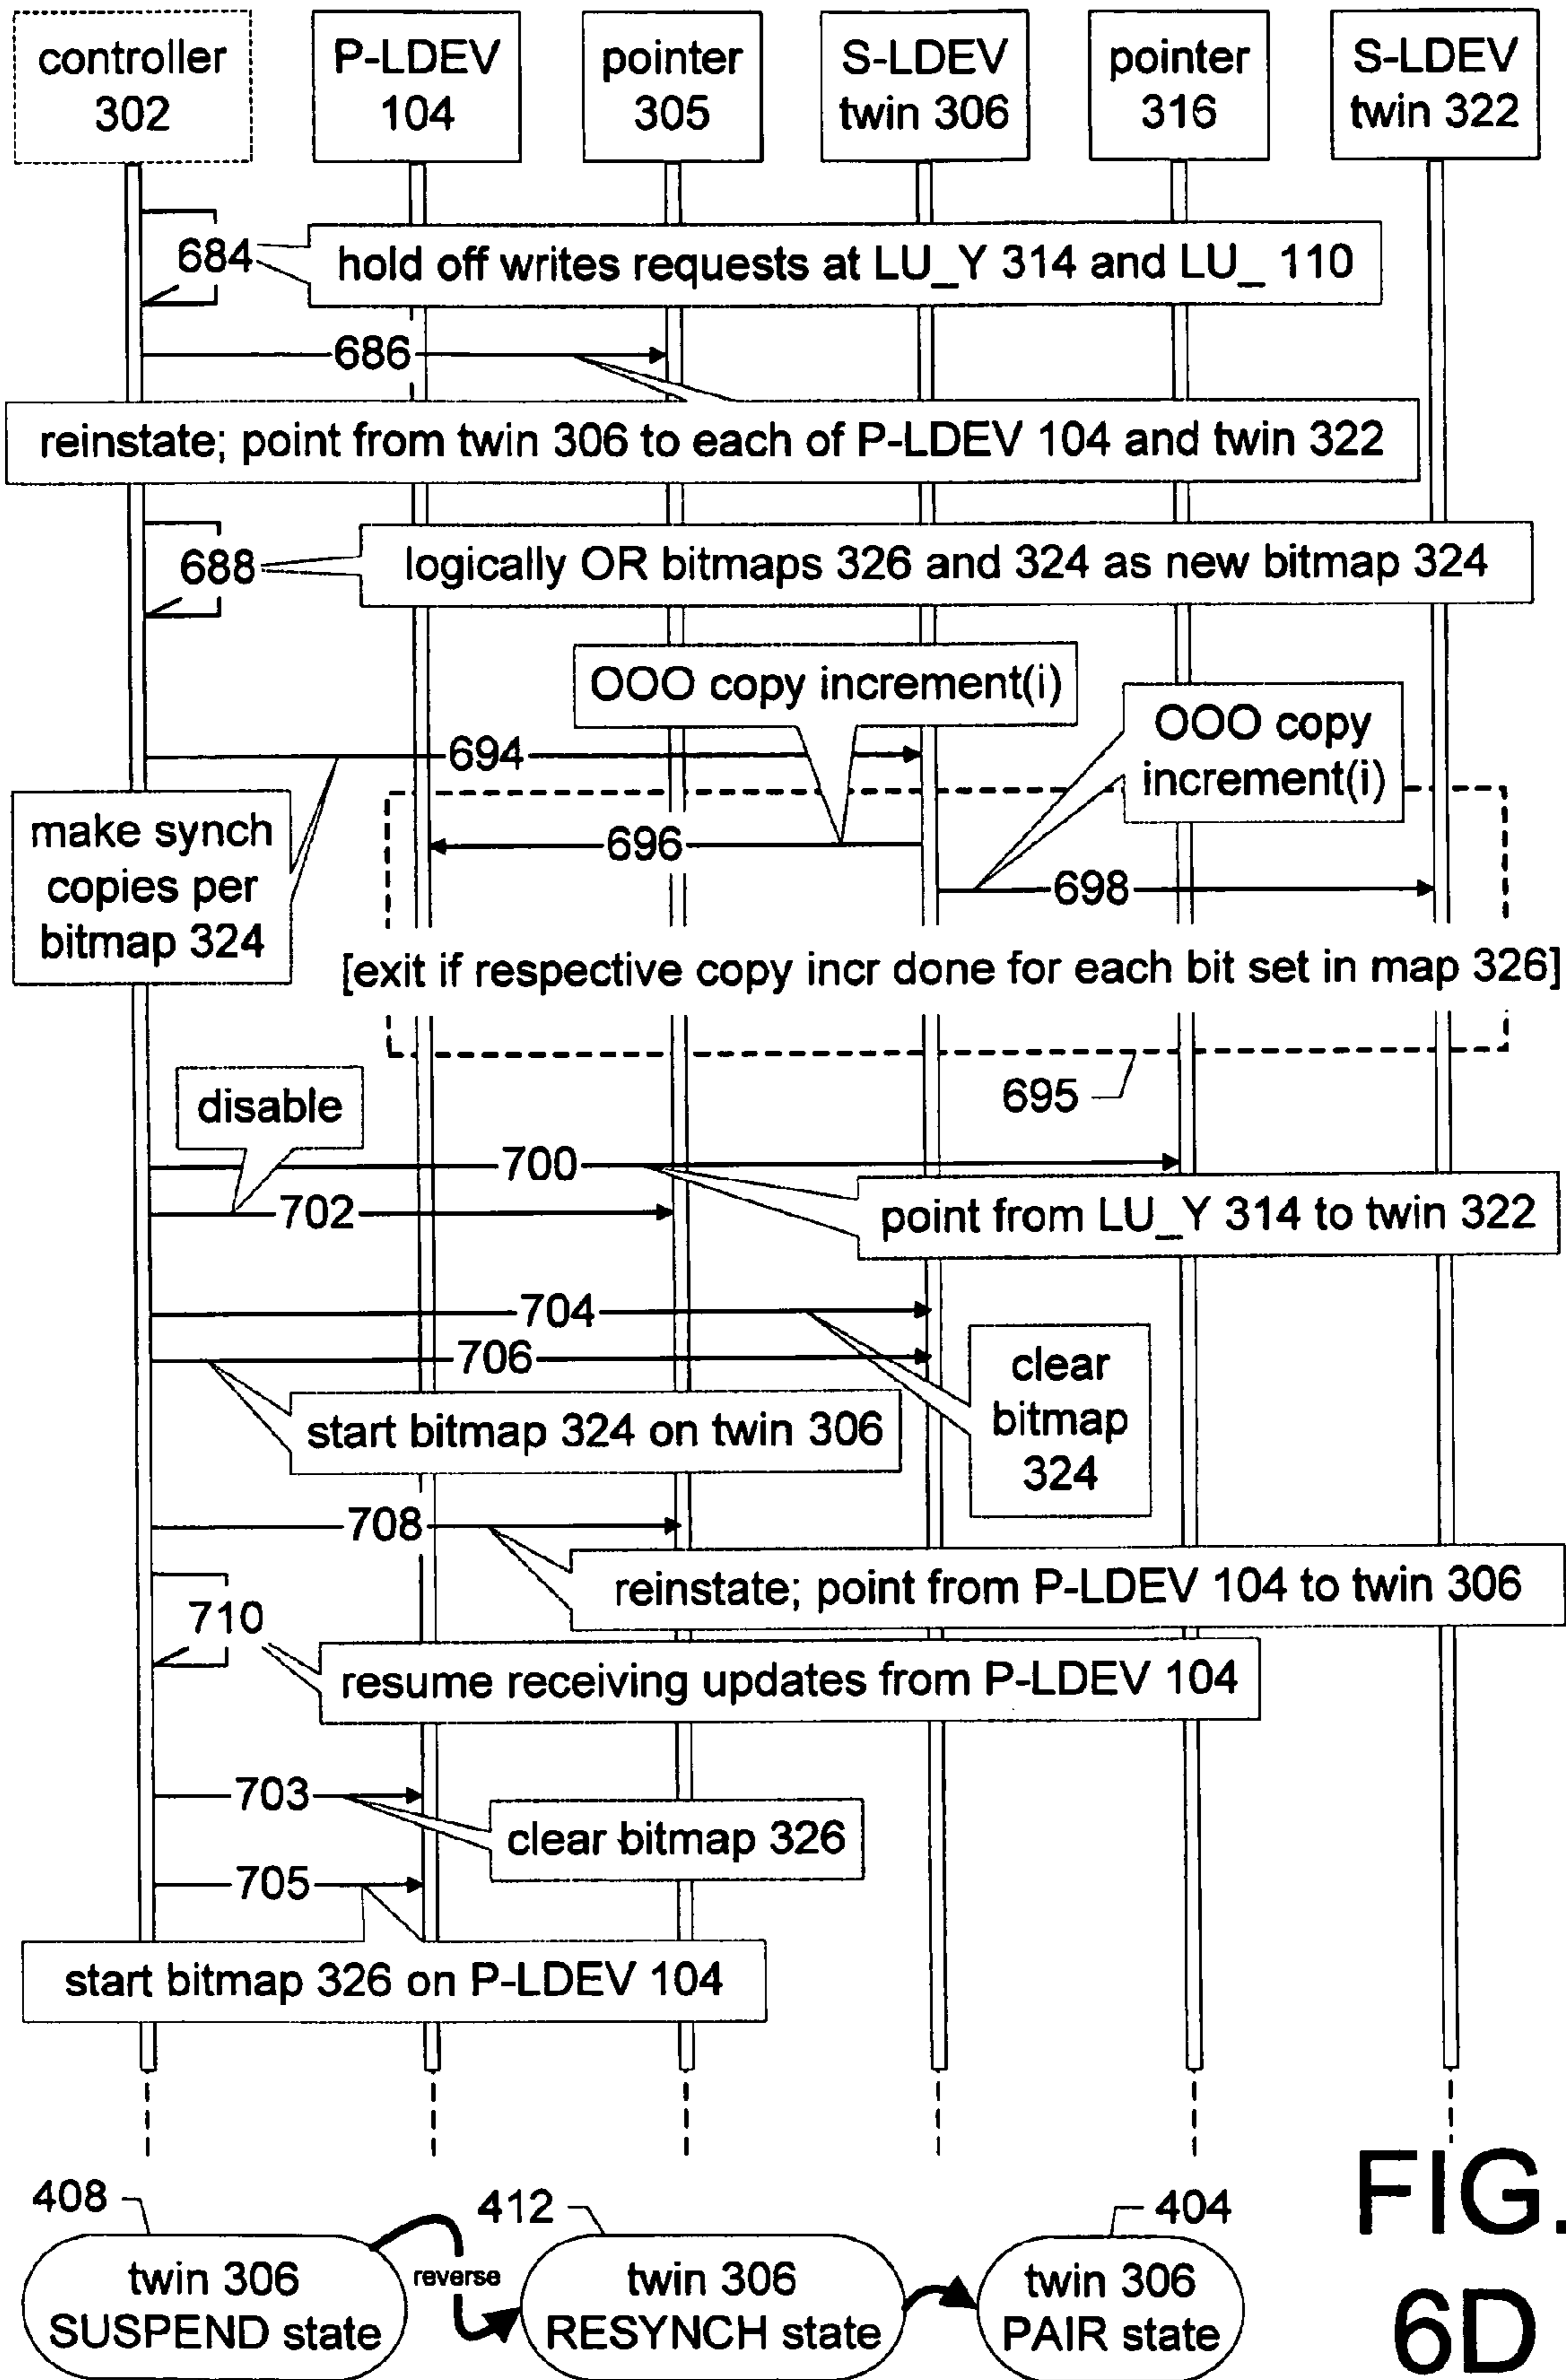 controller
302
P-LDEV
104
pointer
305
S-LDEV
twin 306
pointer
316
S-LDEV
twin 322
684
hold off writes requests at LU_Y 314 and LU_ 110
686
reinstate; point from twin 306 to each of P-LDEV 104 and twin 322
688
logically OR bitmaps 326 and 324 as new bitmap 324
OOO copy increment(i)
OOO copy
increment(i)
694
make synch
copies per
bitmap 324
696
698
[exit if respective copy incr done for each bit set in map 326]
695
disable
700
702
point from LU_Y 314 to twin 322
704
706
clear
bitmap
324
start bitmap 324 on twin 306
708
reinstate; point from P-LDEV 104 to twin 306
710
resume receiving updates from P-LDEV 104
703
clear bitmap 326
705
start bitmap 326 on P-LDEV 104
408
412
404
twin 306
SUSPEND state
reverse
twin 306
RESYNCH state
twin 306
PAIR state
FIG.
6D